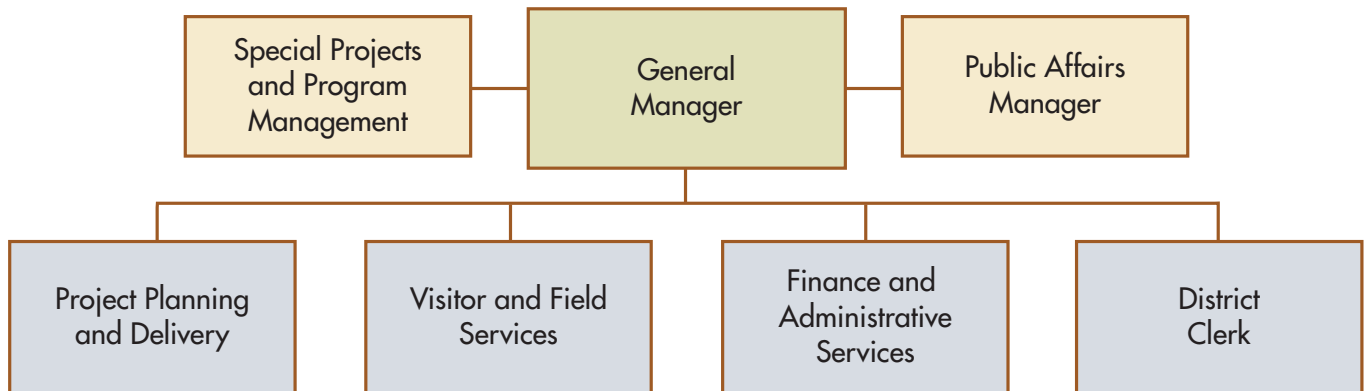 Special Projects
and Program
Management
General
Manager
Public Affairs
Manager
Project Planning
and Delivery
Visitor and Field
Services
Finance and
Administrative
Services
District
Clerk